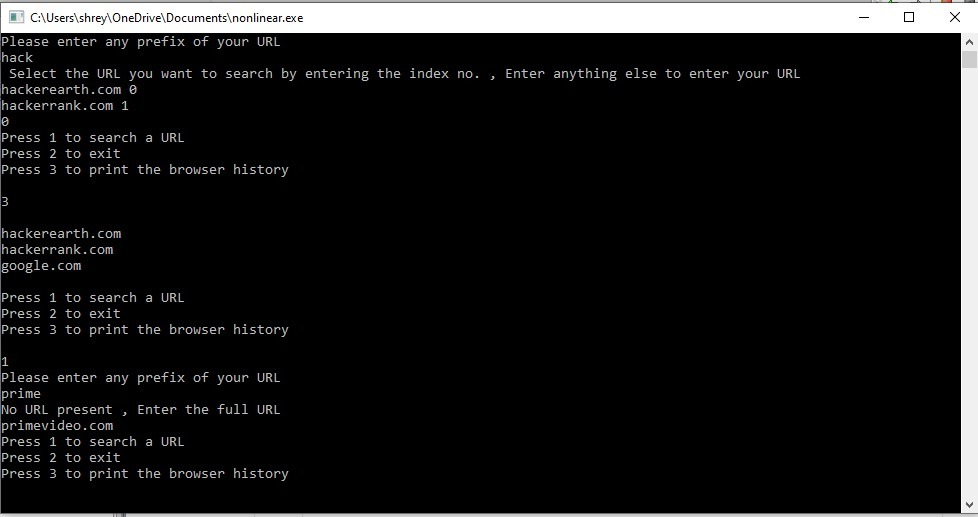 C:\Users\shrey\OneDrive\Documents\nonlinear.exe
Please enter any prefix of your URL
hack
Select the URL you want to search by entering the index no. , Enter anything else to enter your URL
hackerearth.com 0
hackerrank.com 1
0
Press 1 to search a URL
Press 2 to exit
Press 3 to print the browser history
3
hackerearth.com
hackerrank.com
google.com
Press 1 to search a URL
Press 2 to exit
Press 3 to print the browser history
1
Please enter any prefix of your URL
prime
No URL present , Enter the full URL
primevideo.com
Press 1 to search a URL
Press 2 to exit
Press 3 to print the browser history